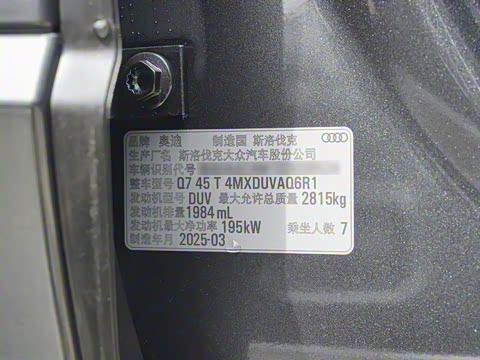 品牌 奥迪 制造国 斯洛伐克
生产厂名 斯洛伐克大众汽车股份公司
车辆识别代号
整车型号 Q7 45 T 4MXDUVAQ6R1
发动机型号 DUV 最大允许总质量 2815kg
发动机排量 1984 mL
发动机最大净功率 195kW 乘坐人数 7
制造年月 2025-03